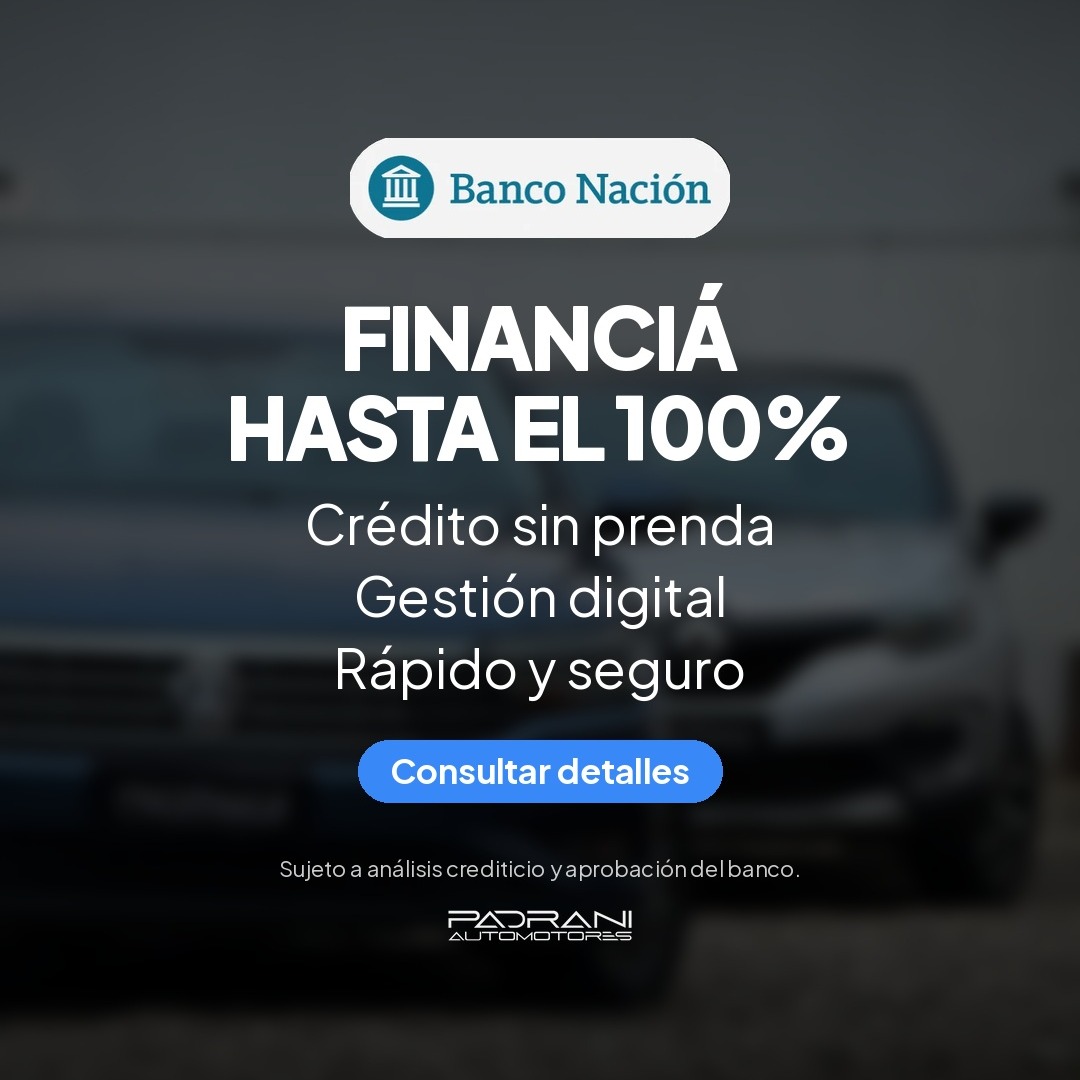 Banco Nación
FINANCIÁ
HASTA EL 100%
Crédito sin prenda
Gestión digital
Rápido y seguro
Consultar detalles
Sujeto a análisis crediticio y aprobación del banco.
PADRANI
AUTOMOTORES